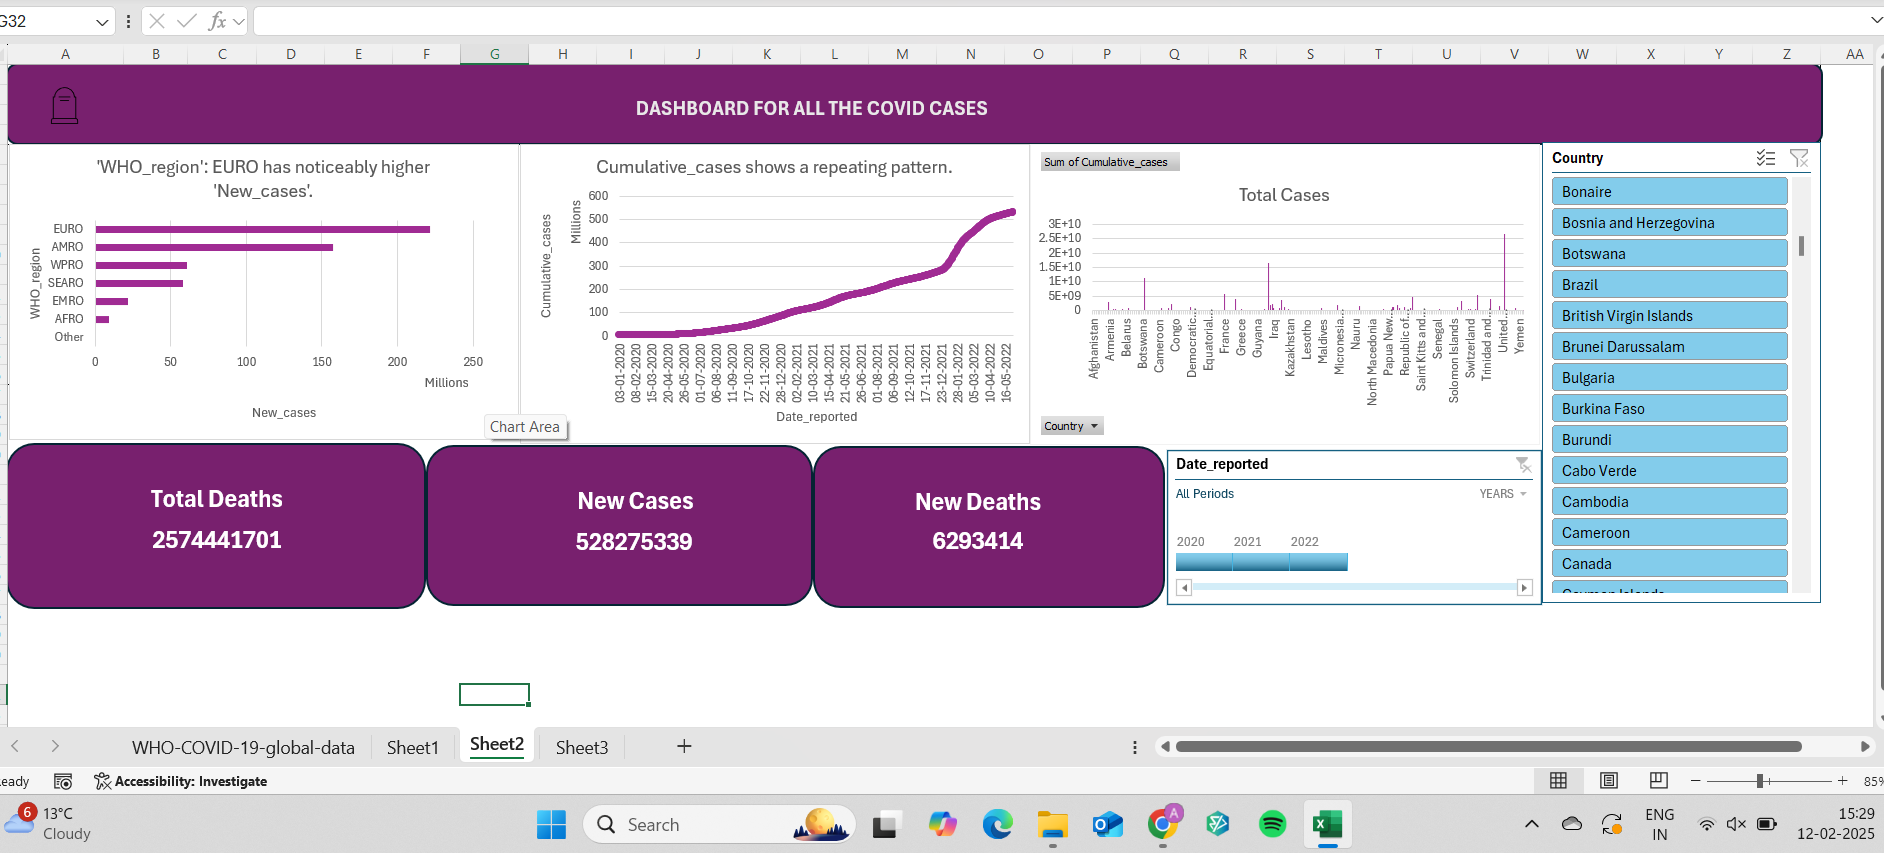 G32
fx
A B C D E F G H I J K L M N O P Q R S T U V W X Y Z AA
DASHBOARD FOR ALL THE COVID CASES
'WHO_region': EURO has noticeably higher
'New_cases'.
WHO_region
EURO
AMRO
WPRO
SEARO
EMRO
AFRO
Other
0 50 100 150 200 250
Millions
New_cases
Chart Area
Cumulative_cases shows a repeating pattern.
Cumulative_cases
Millions
600
500
400
300
200
100
0
03-01-2020
08-02-2020
15-03-2020
20-04-2020
26-05-2020
01-07-2020
06-08-2020
11-09-2020
17-10-2020
22-11-2020
28-12-2020
02-02-2021
10-03-2021
15-04-2021
21-05-2021
26-06-2021
01-08-2021
06-09-2021
12-10-2021
17-11-2021
23-12-2021
28-01-2022
05-03-2022
10-04-2022
16-05-2022
Date_reported
Sum of Cumulative_cases
Total Cases
3E+10
2.5E+10
2E+10
1.5E+10
1E+10
5E+09
0
Afghanistan
Armenia
Belarus
Botswana
Cameroon
Congo
Democratic...
Equatorial...
France
Greece
Guyana
Iraq
Kazakhstan
Lesotho
Maldives
Micronesia...
Nauru
North Macedonia
Papua New...
Republic of...
Saint Kitts and...
Senegal
Solomon Islands
Switzerland
Trinidad and...
United...
Yemen
Country
Country
Bonaire
Bosnia and Herzegovina
Botswana
Brazil
British Virgin Islands
Brunei Darussalam
Bulgaria
Burkina Faso
Burundi
Cabo Verde
Cambodia
Cameroon
Canada
Total Deaths
2574441701
New Cases
528275339
New Deaths
6293414
Date_reported
All Periods YEARS
2020 2021 2022
WHO-COVID-19-global-data Sheet1 Sheet2 Sheet3
eady
Accessibility: Investigate
85%
6
13°C
Cloudy
Search
A
ENG
IN
15:29
12-02-2025